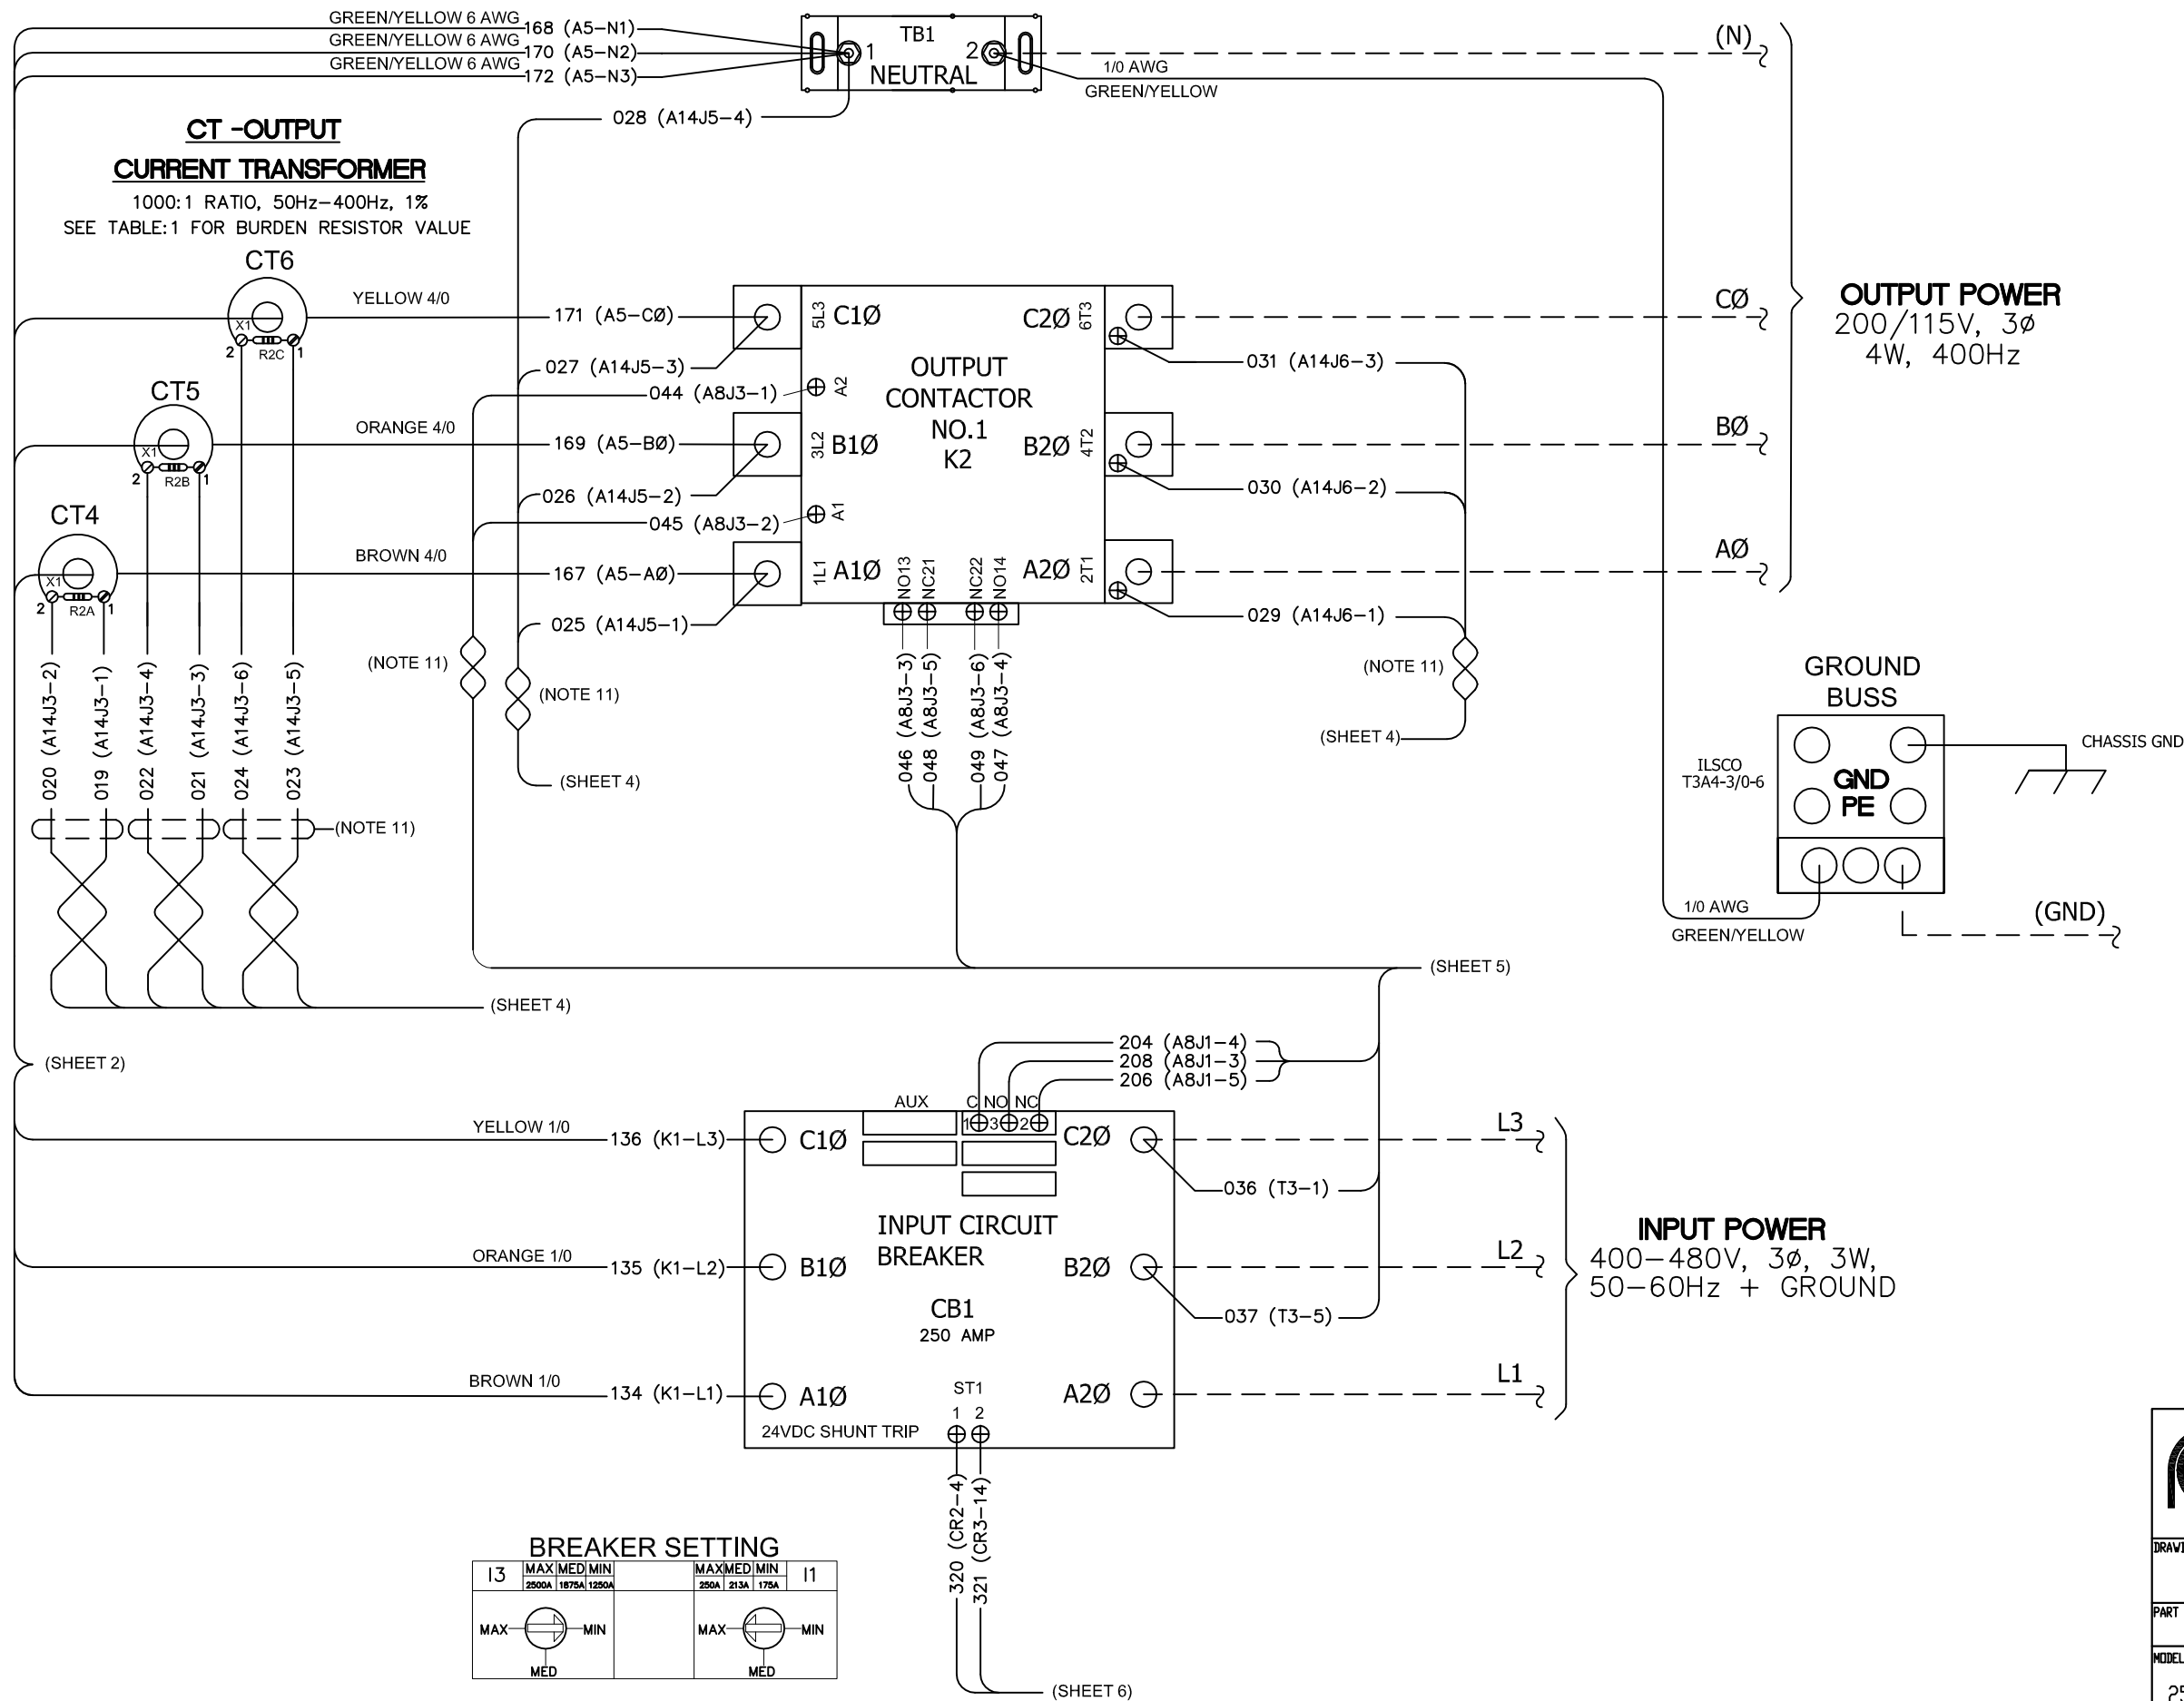 GREEN/YELLOW 6 AWG 168 (A5-N1)
GREEN/YELLOW 6 AWG 170 (A5-N2)
GREEN/YELLOW 6 AWG 172 (A5-N3)
TB1
1 2
NEUTRAL
(N)
1/0 AWG
GREEN/YELLOW
028 (A14J5-4)
CT -OUTPUT
CURRENT TRANSFORMER
1000:1 RATIO, 50Hz-400Hz, 1%
SEE TABLE:1 FOR BURDEN RESISTOR VALUE
CT6
X1
2 R2C 1
YELLOW 4/0
171 (A5-CØ)
5L3 C1Ø
C2Ø 6T3
CØ
OUTPUT POWER
200/115V, 3ø
4W, 400Hz
027 (A14J5-3)
044 (A8J3-1)
A2
OUTPUT
CONTACTOR
NO.1
K2
031 (A14J6-3)
CT5
X1
2 R2B 1
ORANGE 4/0
169 (A5-BØ)
3L2 B1Ø
B2Ø 4T2
BØ
026 (A14J5-2)
045 (A8J3-2)
A1
030 (A14J6-2)
CT4
X1
2 R2A 1
BROWN 4/0
167 (A5-AØ)
1L1 A1Ø
NO13
NC21
NC22
NO14
A2Ø 2T1
AØ
025 (A14J5-1)
029 (A14J6-1)
(NOTE 11)
(NOTE 11)
(NOTE 11)
020 (A14J3-2)
019 (A14J3-1)
022 (A14J3-4)
021 (A14J3-3)
024 (A14J3-6)
023 (A14J3-5)
046 (A8J3-3)
048 (A8J3-5)
049 (A8J3-6)
047 (A8J3-4)
(SHEET 4)
(SHEET 4)
(NOTE 11)
GROUND
BUSS
ILSCO
T3A4-3/0-6
GND
PE
CHASSIS GND
1/0 AWG
GREEN/YELLOW
(GND)
(SHEET 5)
(SHEET 4)
(SHEET 2)
204 (A8J1-4)
208 (A8J1-3)
206 (A8J1-5)
AUX
C NO NC
1 3 2
YELLOW 1/0
136 (K1-L3)
C1Ø
C2Ø
L3
036 (T3-1)
INPUT CIRCUIT
BREAKER
INPUT POWER
400-480V, 3ø, 3W,
50-60Hz + GROUND
ORANGE 1/0
135 (K1-L2)
B1Ø
B2Ø
L2
037 (T3-5)
CB1
250 AMP
BROWN 1/0
134 (K1-L1)
A1Ø
ST1
A2Ø
L1
1 2
24VDC SHUNT TRIP
320 (CR2-4)
321 (CR3-14)
(SHEET 6)
BREAKER SETTING
I3 MAX MED MIN
2500A 1875A 1250A
MAX MED MIN I1
250A 213A 175A
MAX MIN
MED
MAX MIN
MED
PART
MODEL